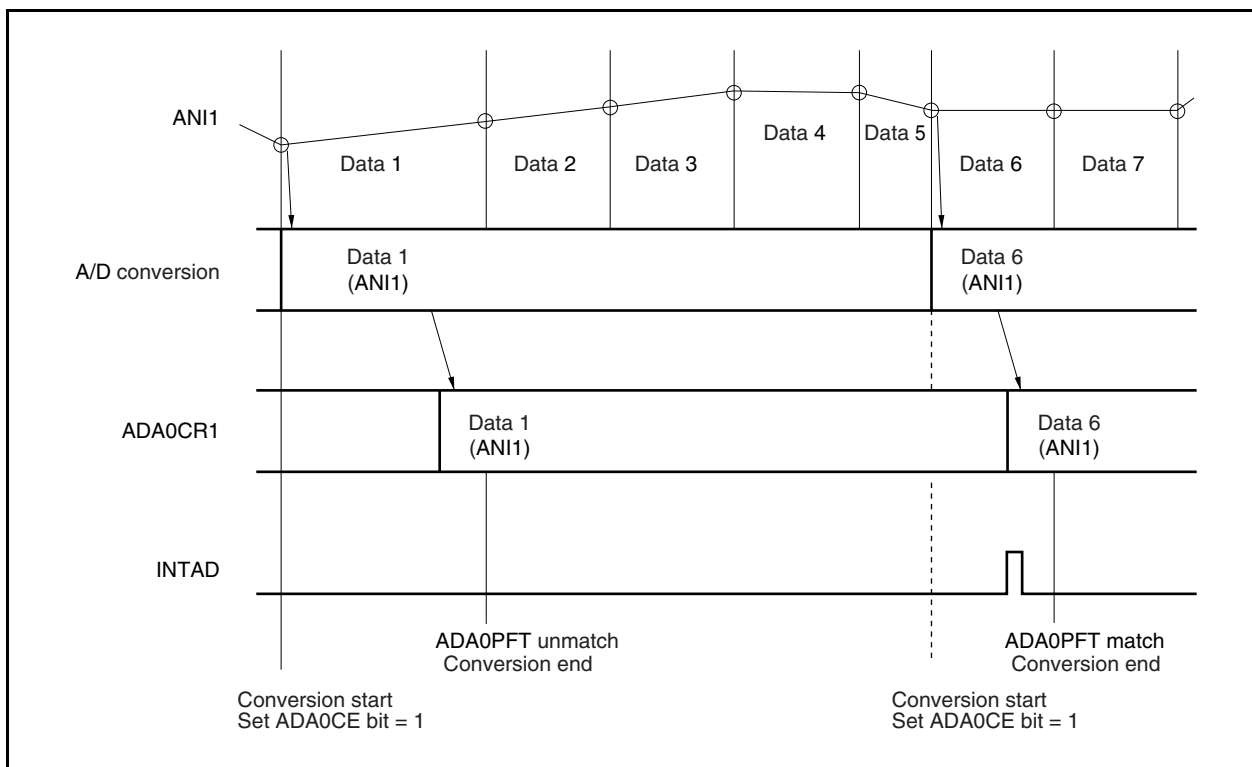 ANI1
Data 1
Data 2
Data 3
Data 4
Data 5
Data 6
Data 7
A/D conversion
Data 1
(ANI1)
Data 6
(ANI1)
ADA0CR1
Data 1
(ANI1)
Data 6
(ANI1)
INTAD
ADA0PFT unmatch
Conversion end
ADA0PFT match
Conversion end
Conversion start
Set ADA0CE bit = 1
Conversion start
Set ADA0CE bit = 1